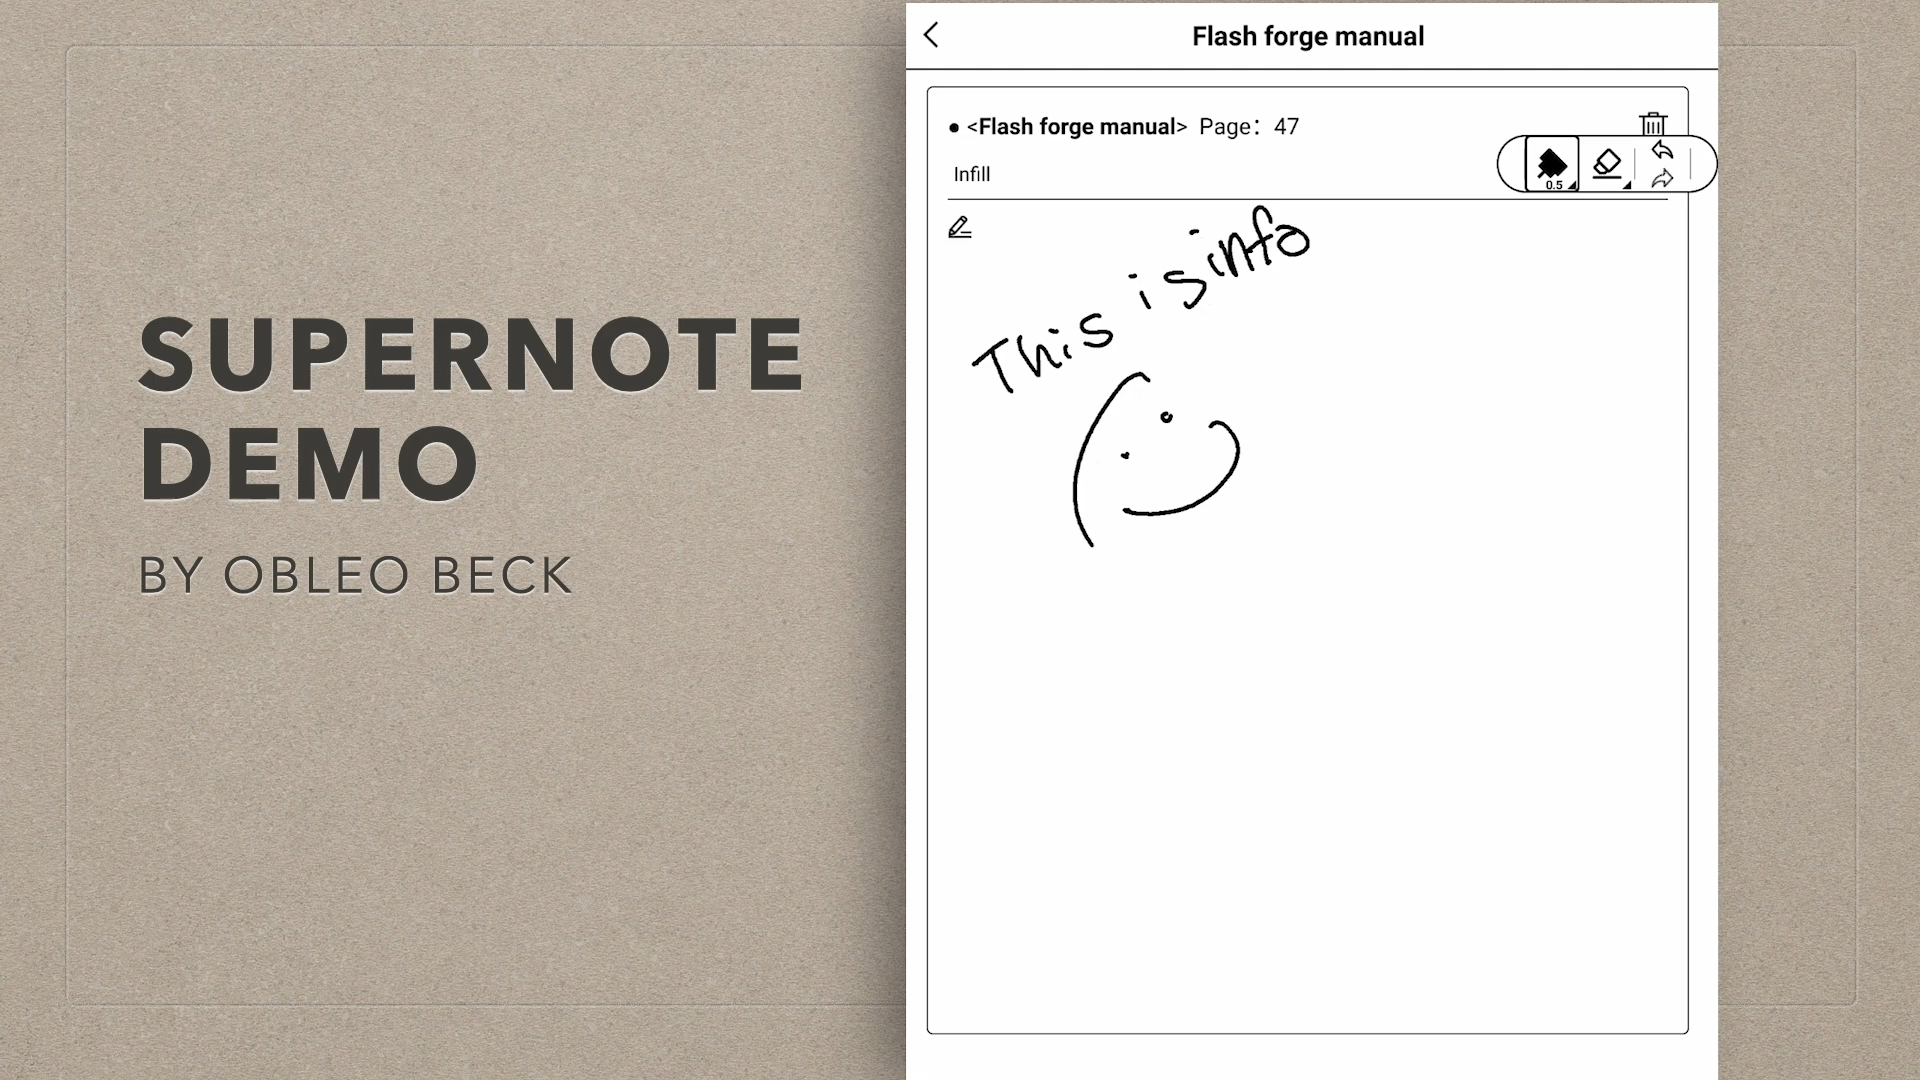 SUPERNOTE
DEMO
BY OBLEO BECK
Flash forge manual
• <Flash forge manual> Page: 47
Infill
0.5
This is info